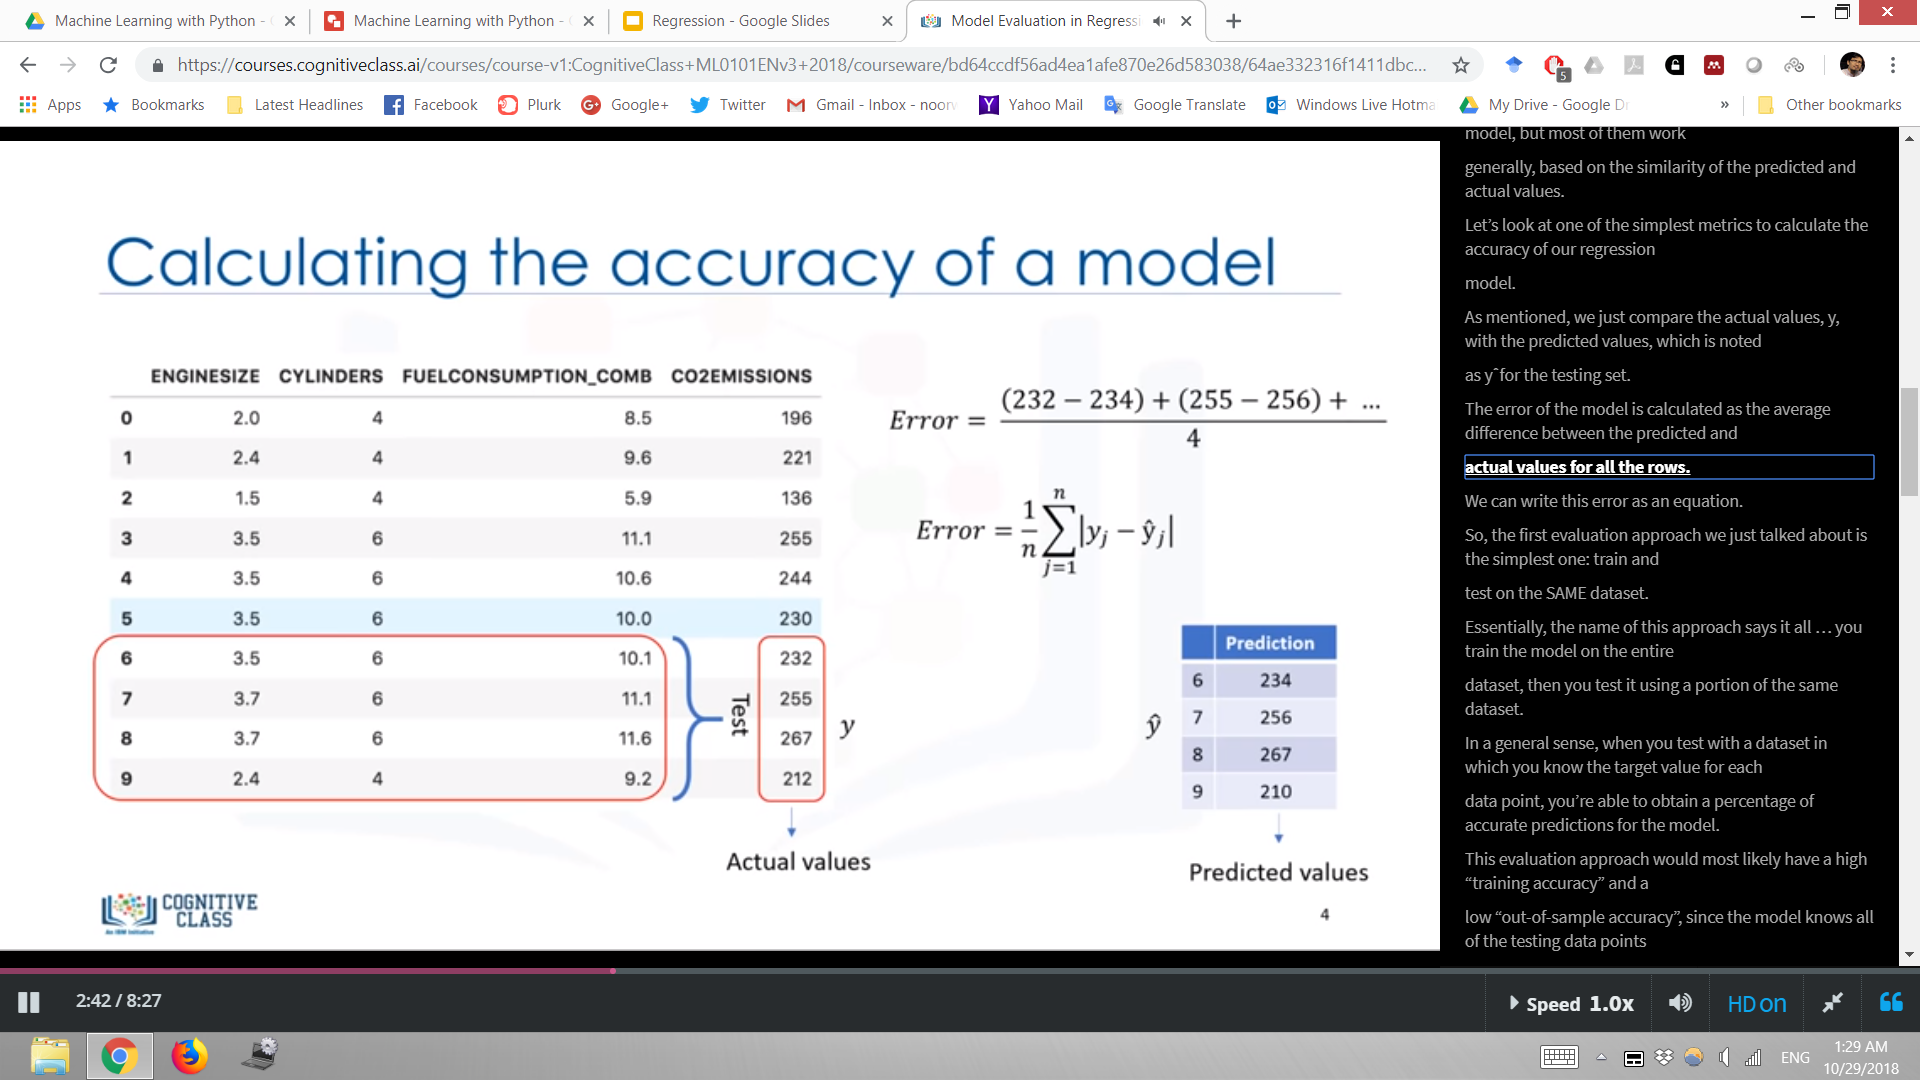 Machine Learning with Python -
Machine Learning with Python -
Regression - Google Slides
Model Evaluation in Regressi
https://courses.cognitiveclass.ai/courses/course-v1:CognitiveClass+ML0101ENv3+2018/courseware/bd64ccdf56ad4ea1afe870e26d583038/64ae332316f1411dbc...
5
Apps
Bookmarks
Latest Headlines
Facebook
Plurk
Google+
Twitter
Gmail - Inbox - noorv
Yahoo Mail
Google Translate
Windows Live Hotma
My Drive - Google Dr
»
Other bookmarks
Calculating the accuracy of a model
ENGINESIZE CYLINDERS FUELCONSUMPTION_COMB CO2EMISSIONS
0 2.0 4 8.5 196
1 2.4 4 9.6 221
2 1.5 4 5.9 136
3 3.5 6 11.1 255
4 3.5 6 10.6 244
5 3.5 6 10.0 230
6 3.5 6 10.1 232
7 3.7 6 11.1 255
8 3.7 6 11.6 267
9 2.4 4 9.2 212
Test
y
Actual values
Error = (232 − 234) + (255 − 256) + ... / 4
Error = 1/n ∑ j=1 n |yj − ŷj|
Prediction
6 234
7 256
8 267
9 210
ŷ
Predicted values
COGNITIVE
CLASS
An IBM Initiative
4
model, but most of them work
generally, based on the similarity of the predicted and
actual values.
Let's look at one of the simplest metrics to calculate the
accuracy of our regression
model.
As mentioned, we just compare the actual values, y,
with the predicted values, which is noted
as yˆ for the testing set.
The error of the model is calculated as the average
difference between the predicted and
actual values for all the rows.
We can write this error as an equation.
So, the first evaluation approach we just talked about is
the simplest one: train and
test on the SAME dataset.
Essentially, the name of this approach says it all … you
train the model on the entire
dataset, then you test it using a portion of the same
dataset.
In a general sense, when you test with a dataset in
which you know the target value for each
data point, you're able to obtain a percentage of
accurate predictions for the model.
This evaluation approach would most likely have a high
“training accuracy” and a
low “out-of-sample accuracy”, since the model knows all
of the testing data points
2:42 / 8:27
Speed 1.0x
HD on
ENG
1:29 AM
10/29/2018